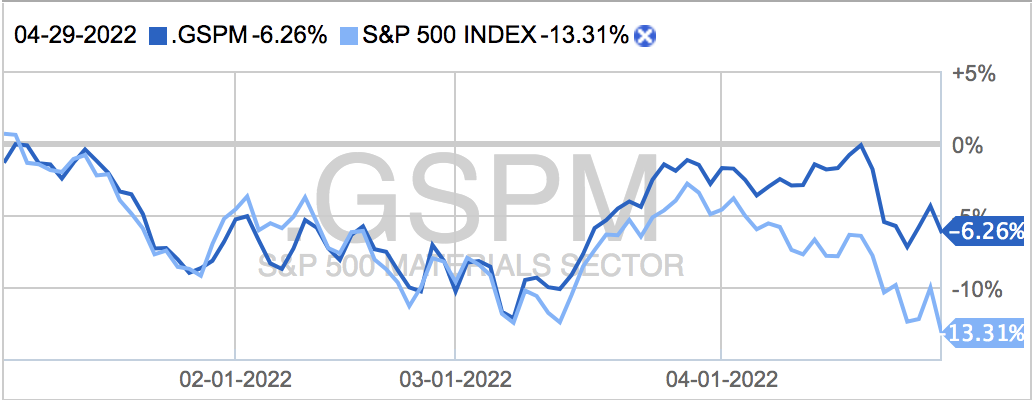 04-29-2022 .GSPM -6.26% S&P 500 INDEX -13.31%
+5%
0%
.GSPM
-5%
-6.26%
S&P 500 MATERIALS SECTOR
-10%
13.31%
02-01-2022 03-01-2022 04-01-2022